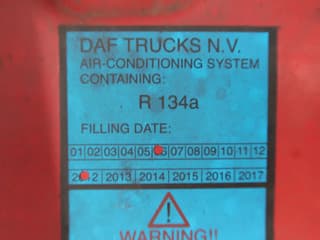 DAF TRUCKS N.V.
AIR-CONDITIONING SYSTEM
CONTAINING:
R 134a
FILLING DATE:
01 02 03 04 05 06 07 08 09 10 11 12
2012 2013 2014 2015 2016 2017
WARNING!!